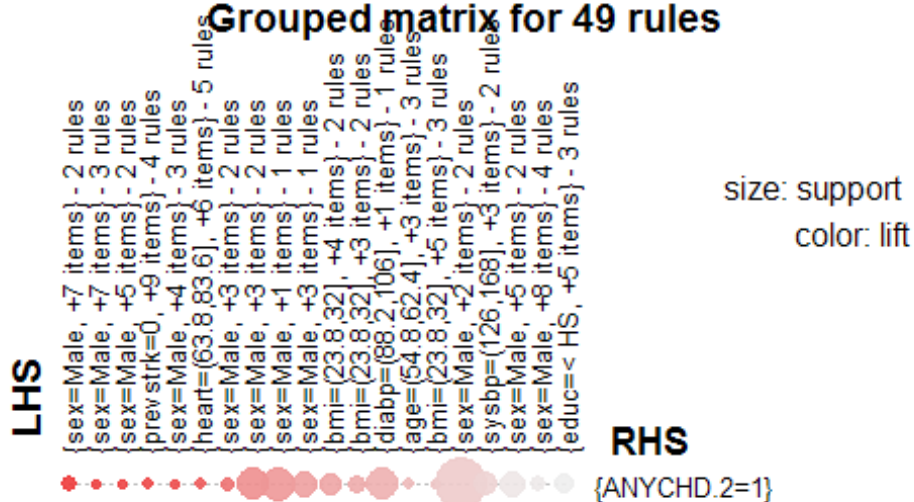 Grouped matrix for 49 rules
{sex=Male, +7 items} - 2 rules
{sex=Male, +7 items} - 3 rules
{sex=Male, +5 items} - 2 rules
{prevstrk=0, +9 items} - 4 rules
{sex=Male, +4 items} - 3 rules
{heart=(63.8,83.6], +6 items} - 5 rules
{sex=Male, +3 items} - 2 rules
{sex=Male, +3 items} - 2 rules
{sex=Male, +1 items} - 1 rules
{sex=Male, +3 items} - 1 rules
{bmi=(23.8,32], +4 items} - 2 rules
{bmi=(23.8,32], +3 items} - 2 rules
{diabp=(88.2,106], +1 items} - 1 rules
{age=(54.8,62.4], +3 items} - 3 rules
{bmi=(23.8,32], +5 items} - 3 rules
{sex=Male, +2 items} - 2 rules
{sysbp=(126,168], +3 items} - 2 rules
{sex=Male, +5 items} - 2 rules
{sex=Male, +8 items} - 4 rules
{educ=< HS, +5 items} - 3 rules
size: support
color: lift
LHS
RHS
{ANYCHD.2=1}